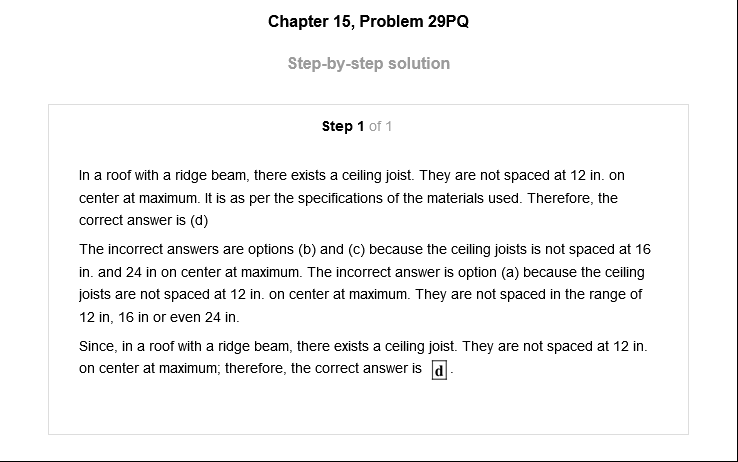 Chapter 15, Problem 29PQ
Step-by-step solution
Step 1 of 1
In a roof with a ridge beam, there exists a ceiling joist. They are not spaced at 12 in. on
center at maximum. It is as per the specifications of the materials used. Therefore, the
correct answer is (d)
The incorrect answers are options (b) and (c) because the ceiling joists is not spaced at 16
in. and 24 in on center at maximum. The incorrect answer is option (a) because the ceiling
joists are not spaced at 12 in. on center at maximum. They are not spaced in the range of
12 in, 16 in or even 24 in.
Since, in a roof with a ridge beam, there exists a ceiling joist. They are not spaced at 12 in.
on center at maximum; therefore, the correct answer is d .